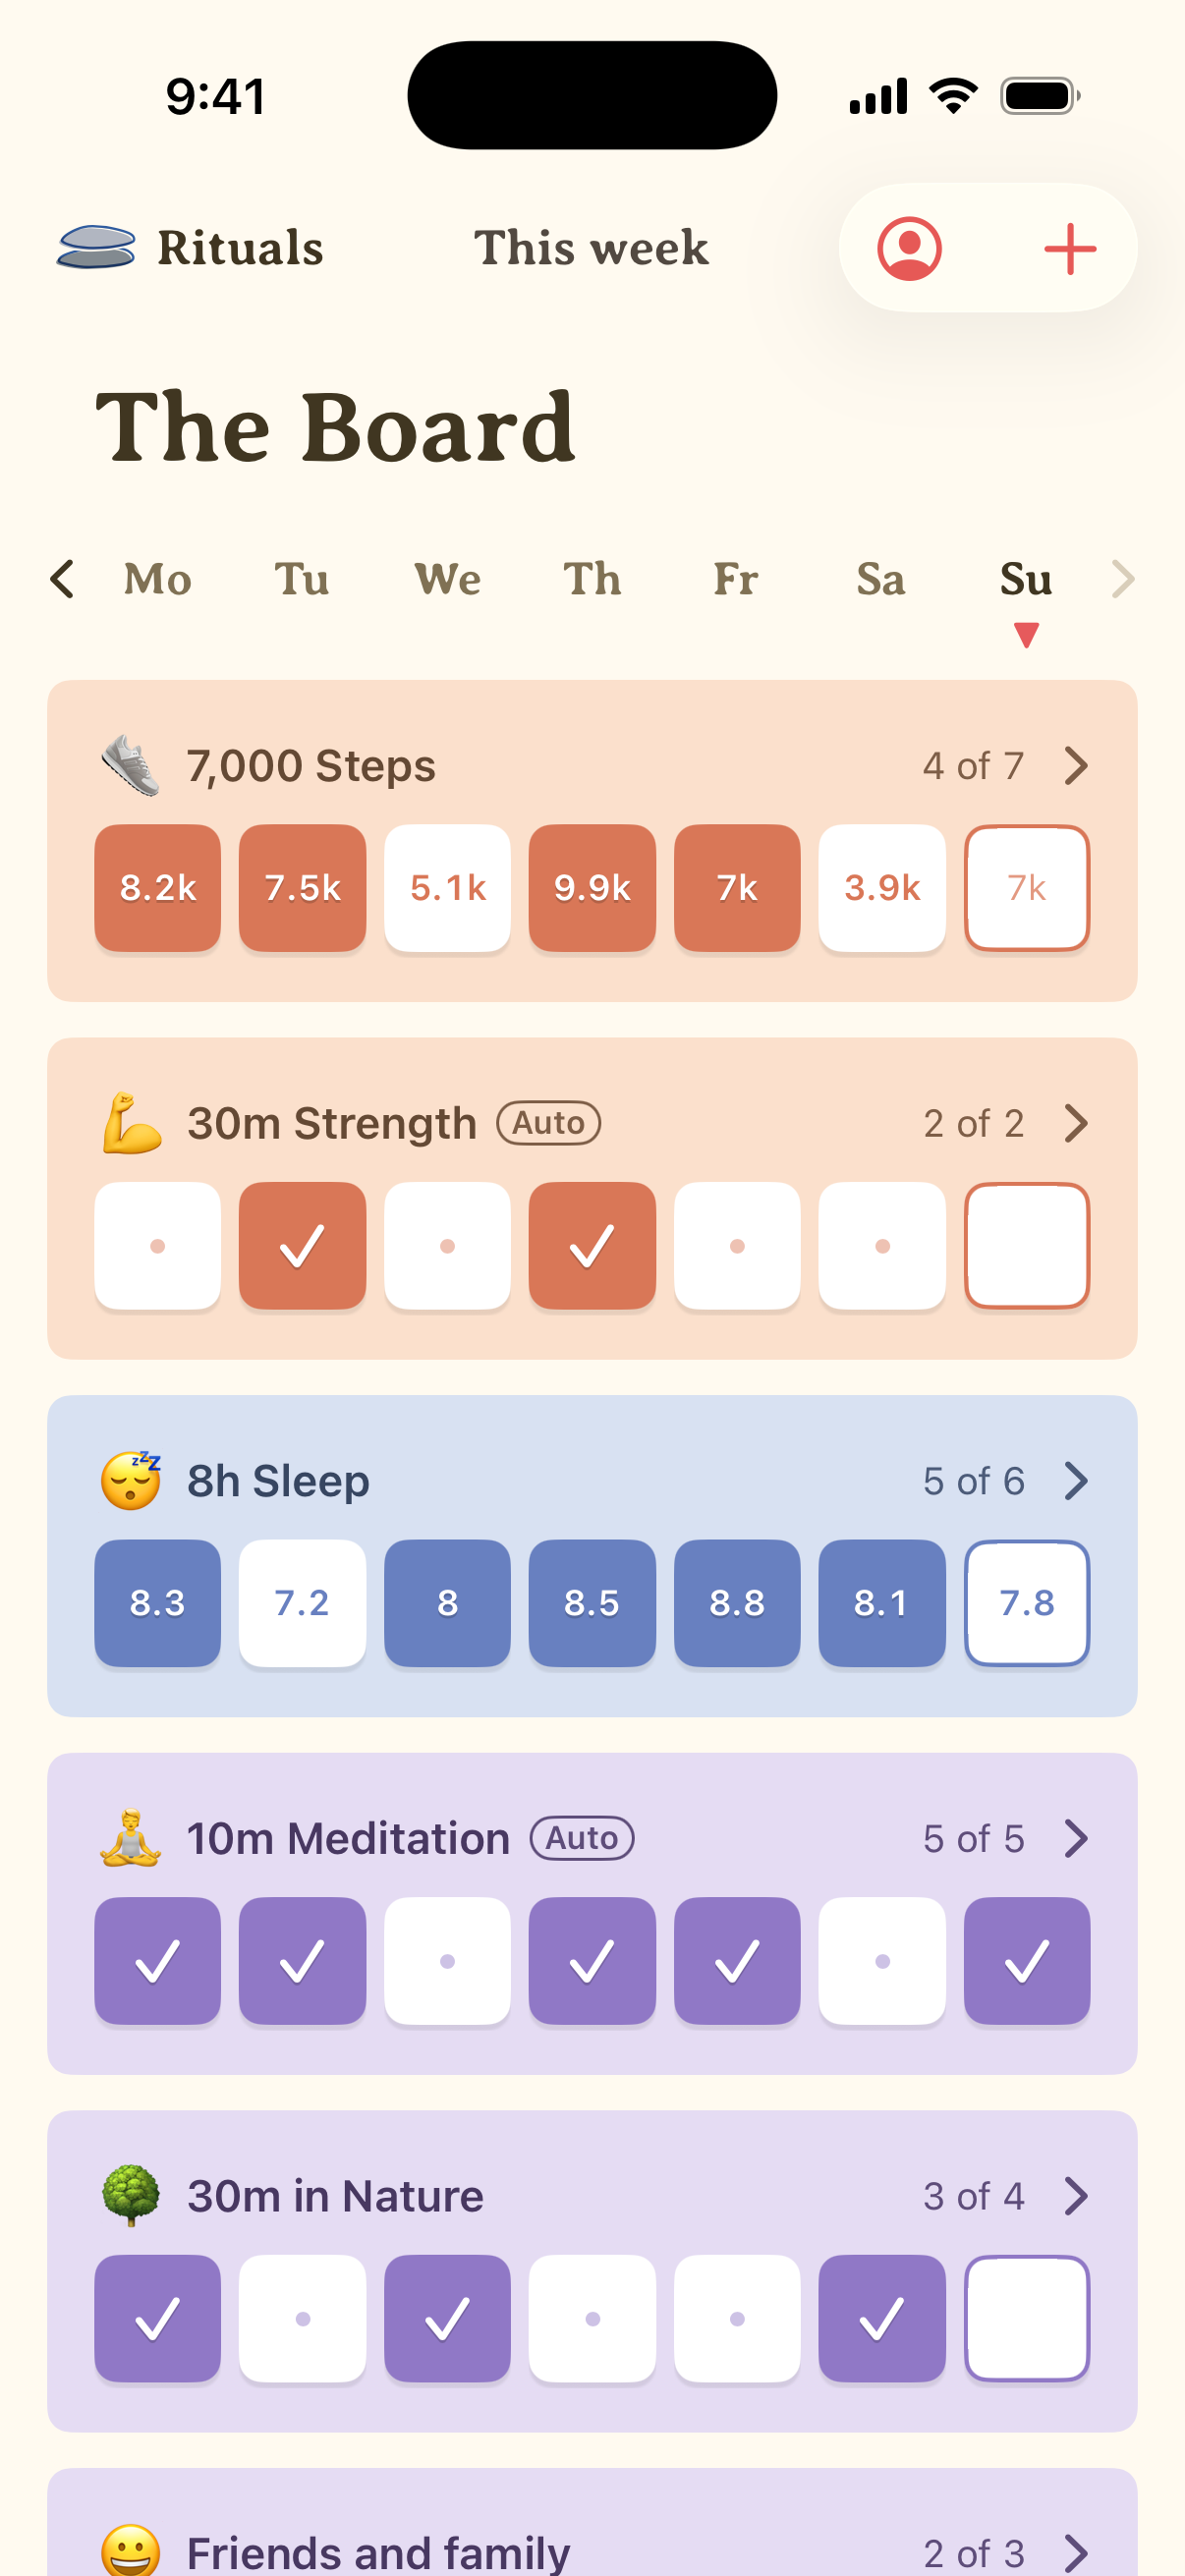 9:41
Rituals This week
The Board
Mo Tu We Th Fr Sa Su
7,000 Steps 4 of 7
8.2k 7.5k 5.1k 9.9k 7k 3.9k 7k
30m Strength Auto 2 of 2
8h Sleep 5 of 6
8.3 7.2 8 8.5 8.8 8.1 7.8
10m Meditation Auto 5 of 5
30m in Nature 3 of 4
Friends and family 2 of 3